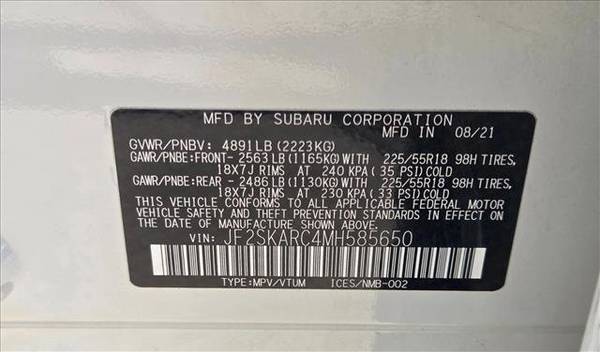 MFD BY SUBARU CORPORATION
MFD IN 08/21
GVWR/PNBV: 4891LB (2223KG)
GAWR/PNBE:FRONT- 2563LB (1165KG) WITH 225/55R18 98H TIRES.
18X7J RIMS AT 240 KPA( 35 PSI)COLD
GAWR/PNBE:REAR - 2486LB (1130KG) WITH 225/55R18 98H TIRES.
18X7J RIMS AT 230 KPA( 33 PSI)COLD
THIS VEHICLE CONFORMS TO ALL APPLICABLE FEDERAL MOTOR
VEHICLE SAFETY AND THEFT PREVENTION STANDARDS IN EFFECT ON
THE DATE OF MANUFACTURE SHOWN ABOVE.
VIN: JF2SKARC4MH585650
TYPE:MPV/VTUM ICES/NMB-002